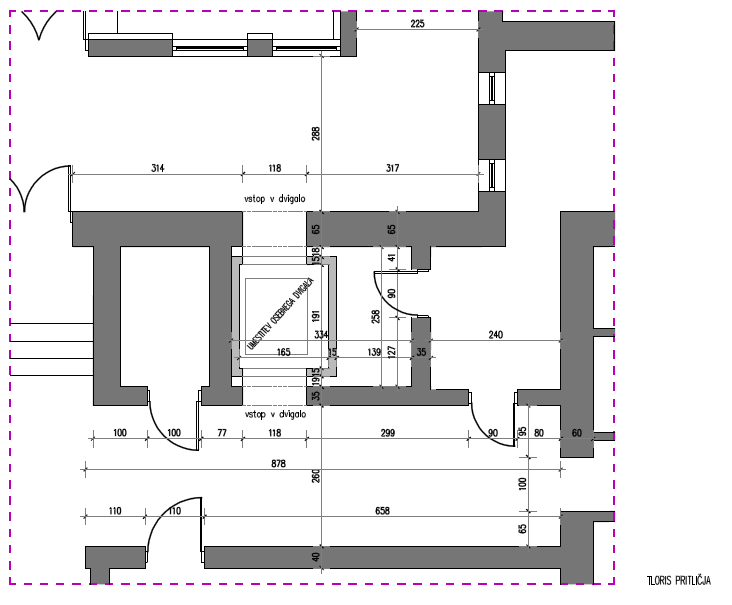 225
288
314 118 317
vstop v dvigalo
65 65
15 18 41
UMESTITEV OSEBNEGA DVIGALA
191 258 90
334 240
165 15 139 127 35
19 15
35
vstop v dvigalo
100 100 77 118 299 90 95 80 60
878
260 100
110 110 658
65
40
TLORIS PRITLIČJA